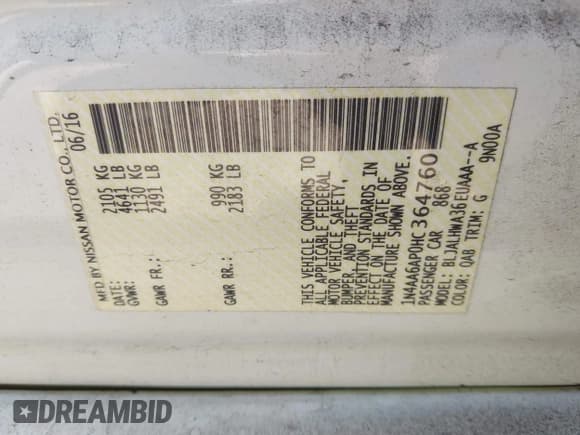 MFD BY NISSAN MOTOR CO., LTD.
DATE: 06/16
GVWR: 2105 KG
4641 LB
GAWR FR.: 1130 KG
2491 LB
GAWR RR.: 990 KG
2183 LB
THIS VEHICLE CONFORMS TO
ALL APPLICABLE FEDERAL
MOTOR VEHICLE SAFETY,
BUMPER, AND THEFT
PREVENTION STANDARDS IN
EFFECT ON THE DATE OF
MANUFACTURE SHOWN ABOVE.
1N4AA6AP0HC364760
PASSENGER CAR 868
BLJALHWA36EUAAA--A
COLOR: QAB TRIM: G 9N00A
DREAMBID